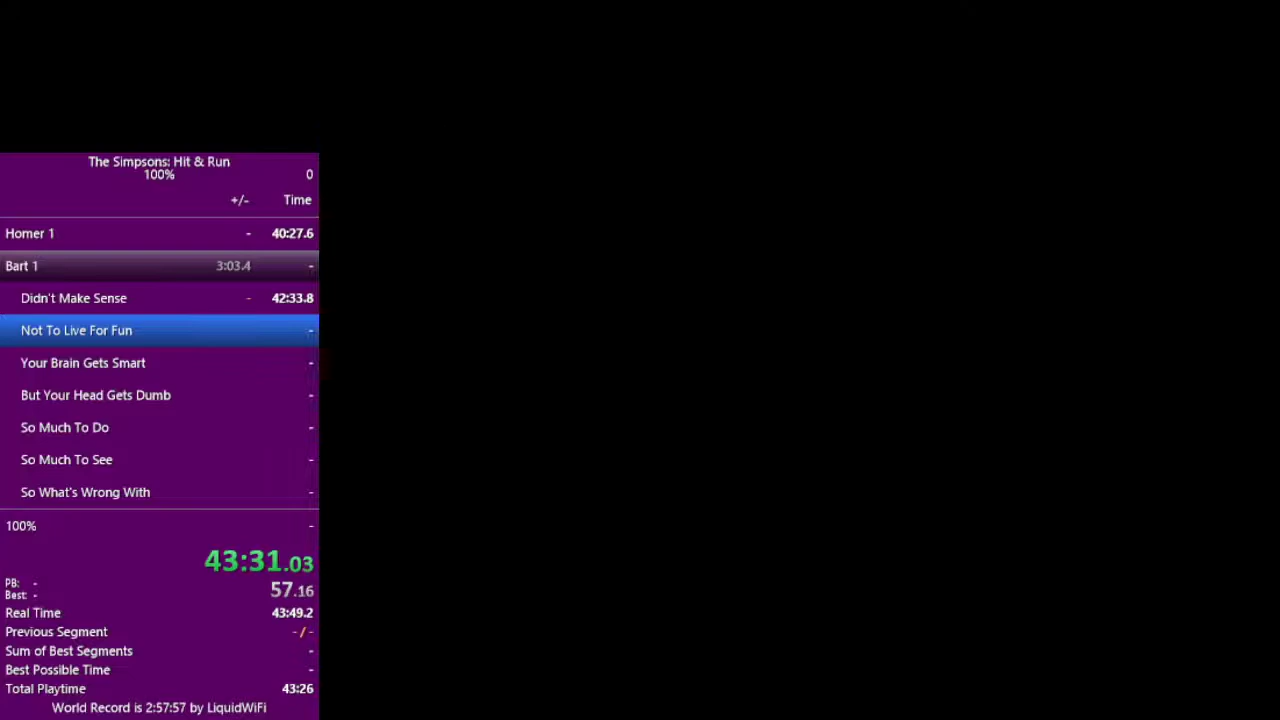 The Simpsons: Hit & Run
100% 0
+/- Time
Homer 1 - 40:27.6
Bart 1 3:03.4 -
Didn't Make Sense - 42:33.8
Not To Live For Fun -
Your Brain Gets Smart -
But Your Head Gets Dumb -
So Much To Do -
So Much To See -
So What's Wrong With -
100% -
43:31.03
PB: -
Best: - 57.16
Real Time 43:49.2
Previous Segment - / -
Sum of Best Segments -
Best Possible Time -
Total Playtime 43:26
World Record is 2:57:57 by LiquidWiFi